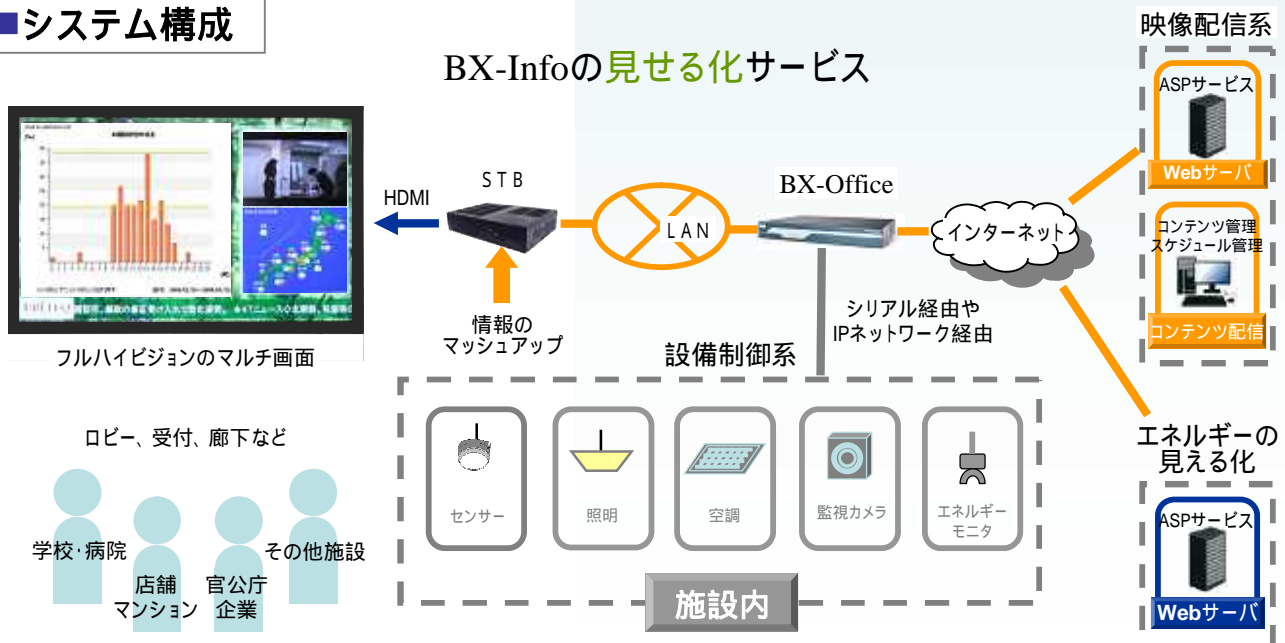 ■システム構成
BX-Infoの見せる化サービス
映像配信系
ASPサービス
Webサーバ
コンテンツ管理
スケジュール管理
コンテンツ配信
HDMI
STB
LAN
BX-Office
インターネット
情報の
マッシュアップ
シリアル経由や
IPネットワーク経由
フルハイビジョンのマルチ画面
設備制御系
センサー
照明
空調
監視カメラ
エネルギー
モニタ
施設内
ロビー、受付、廊下など
学校・病院
店舗
マンション
官公庁
企業
その他施設
エネルギーの
見える化
ASPサービス
Webサーバ